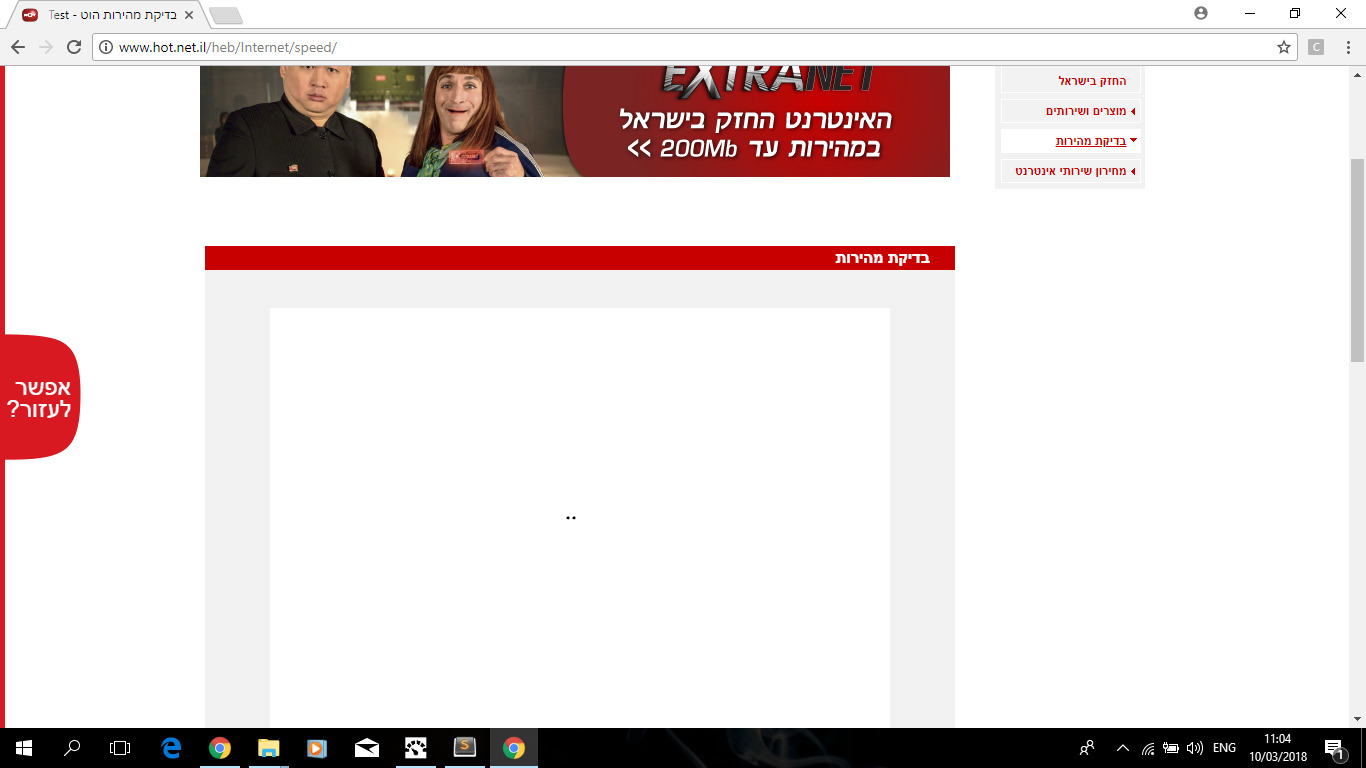 Test - בדיקת מהירות הוט
www.hot.net.il/heb/Internet/speed/
C
EXTRANET
האינטרנט החזק בישראל
במהירות עד 200Mb >>
החזק בישראל
מוצרים ושירותים
בדיקת מהירות
מחירון שירותי אינטרנט
בדיקת מהירות
אפשר
לעזור?
..
S
ENG
11:04
10/03/2018
1